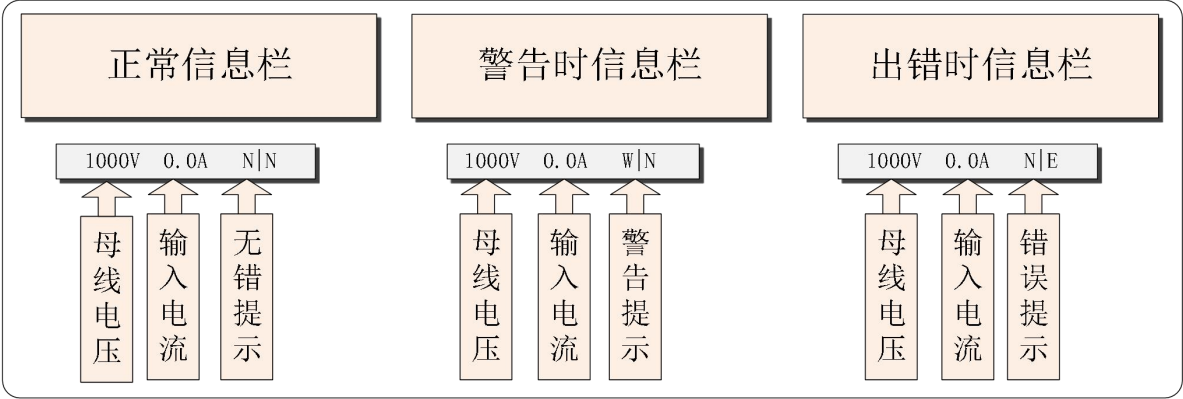 正常信息栏
警告时信息栏
出错时信息栏
1000V 0.0A N|N
1000V 0.0A W|N
1000V 0.0A N|E
母线电压
输入电流
无错提示
母线电压
输入电流
警告提示
母线电压
输入电流
错误提示